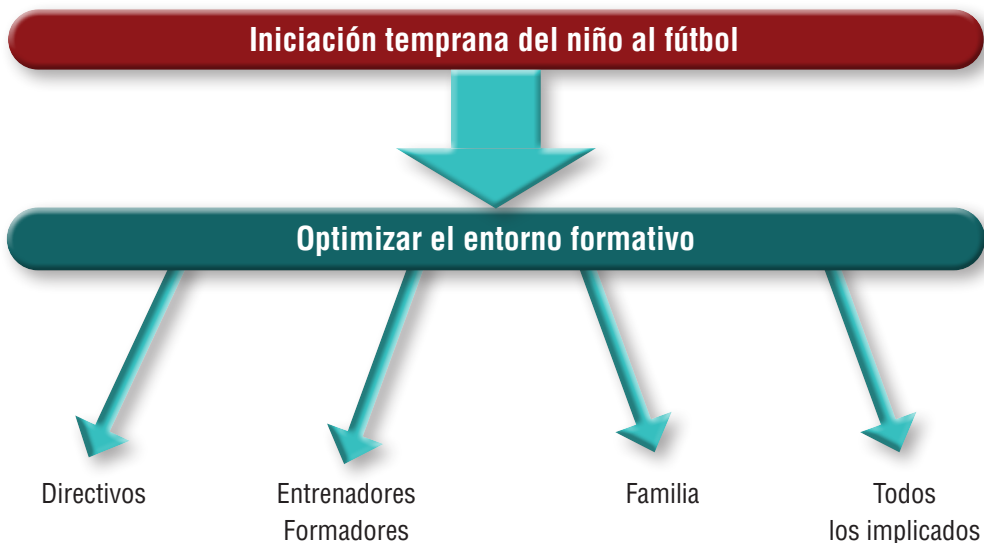 Iniciación temprana del niño al fútbol
Optimizar el entorno formativo
Directivos
Entrenadores
Formadores
Familia
Todos
los implicados